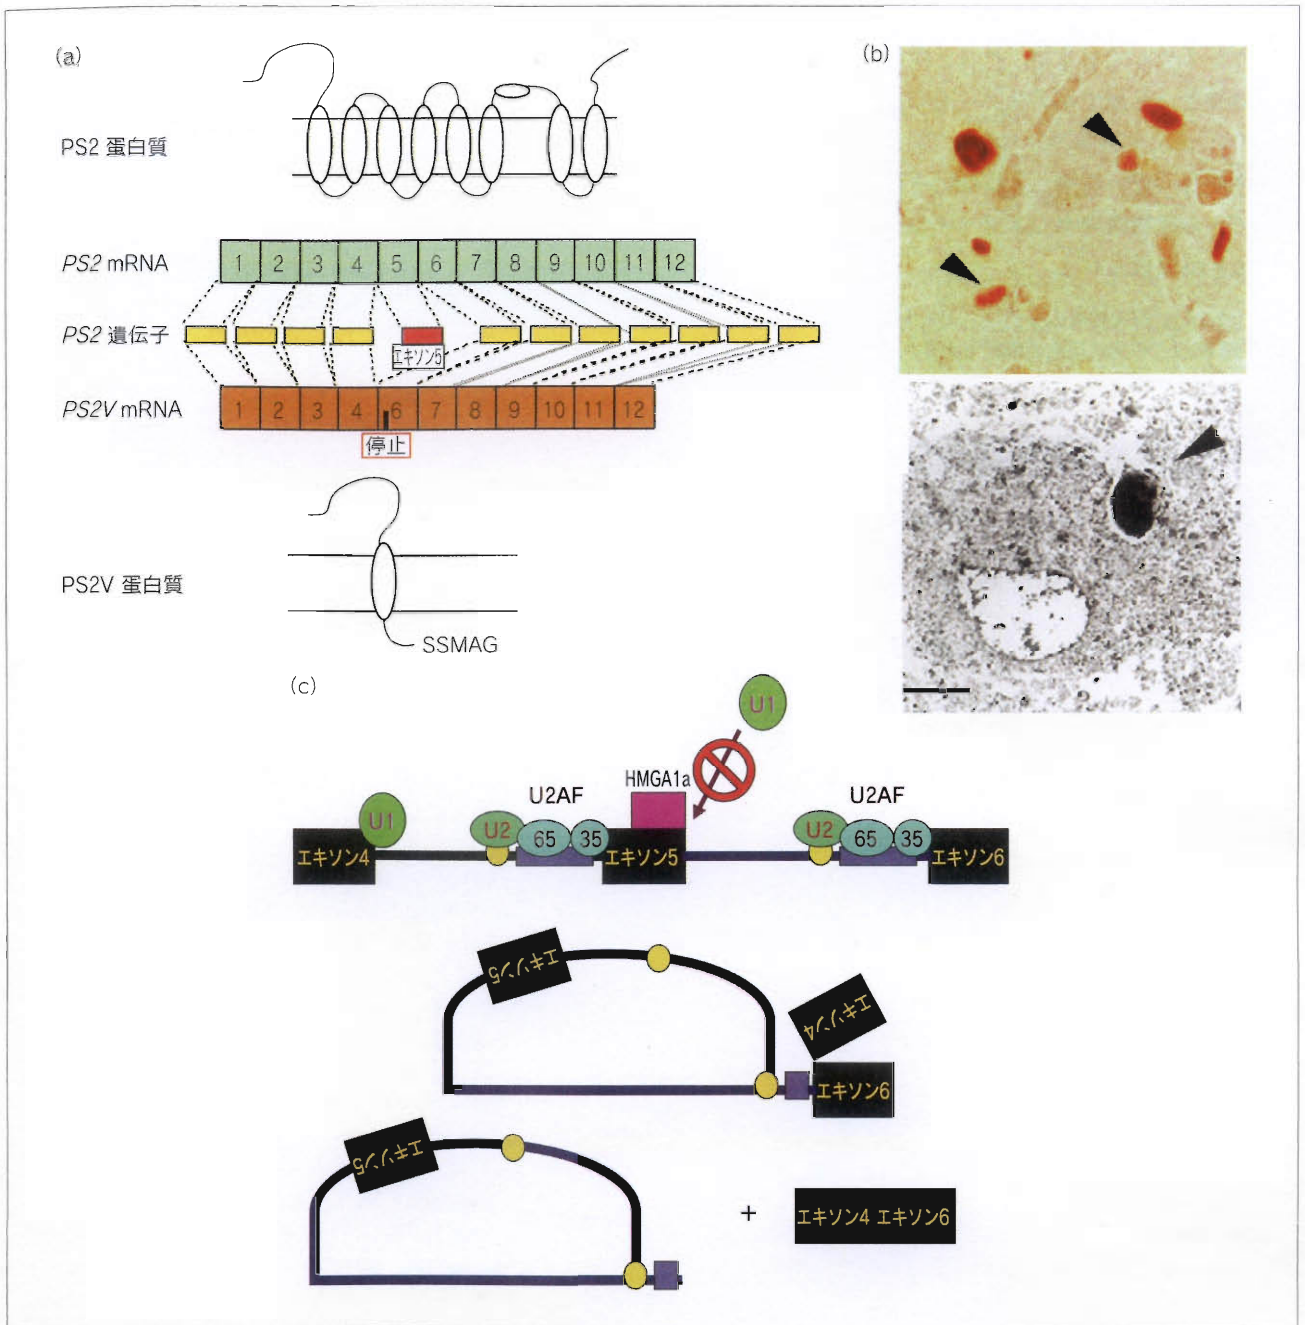 (a)
PS2 蛋白質
PS2 mRNA
1 2 3 4 5 6 7 8 9 10 11 12
PS2 遺伝子
エキソン5
PS2V mRNA
1 2 3 4 6 7 8 9 10 11 12
停止
PS2V 蛋白質
SSMAG
(b)
(c)
U1
HMGA1a
U2AF
U2AF
U1
U2
65
35
U2
65
35
エキソン4
エキソン5
エキソン6
エキソン5
エキソン4
エキソン6
エキソン5
+
エキソン4 エキソン6